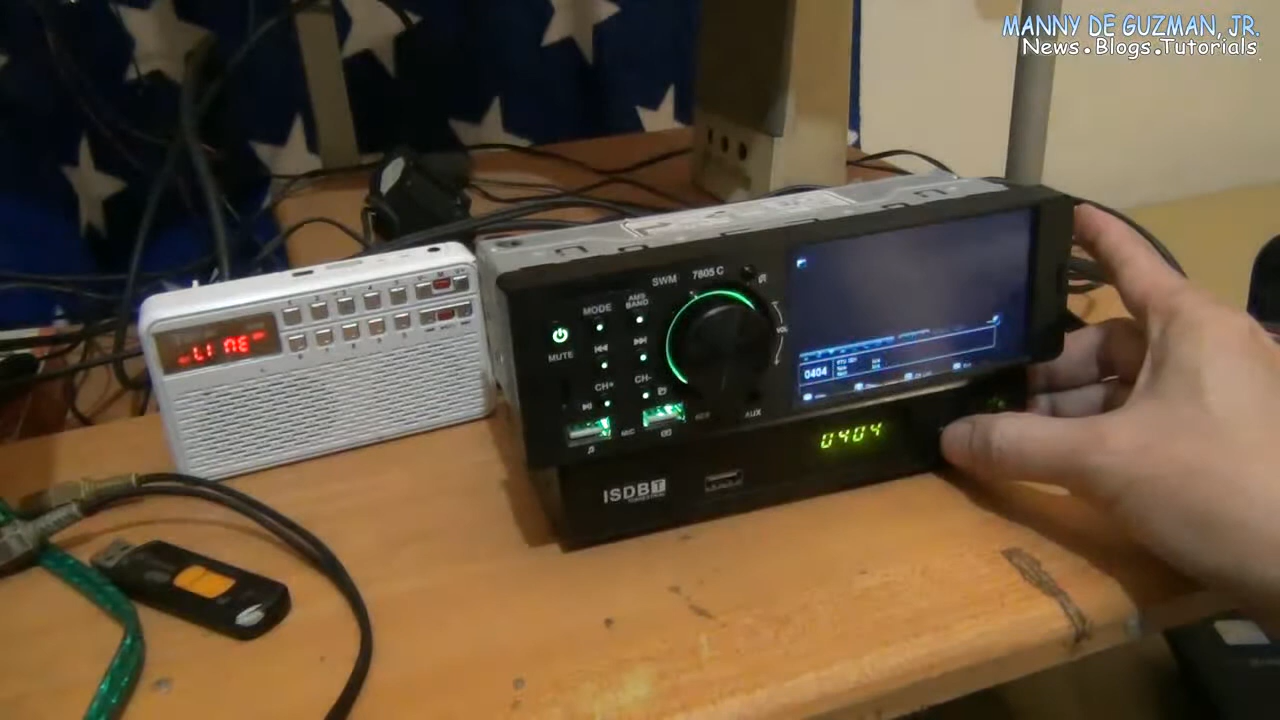 MANNY DE GUZMAN, JR.
News.Blogs.Tutorials
LINE
SWM 7805C
MODE
AMS
BAND
MUTE
VOL
CH+ CH-
MIC
AUX
0404
0404
ISDB T